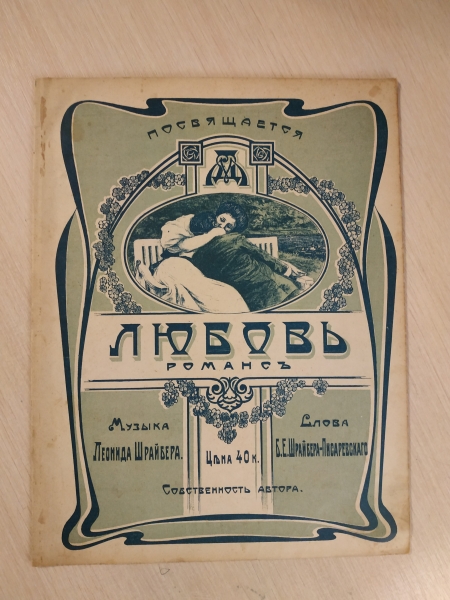 ПОСВЯЩАЕТСЯ
ЛЮБОВЬ
РОМАНСЪ
МУЗЫКА
ЛЕОНИДА ШРАЙБЕРА.
ЦѢНА 40 К.
СЛОВА
Б.Е.ШРАЙБЕРА-ПИСАРЕВСКАГО
СОБСТВЕННОСТЬ АВТОРА.